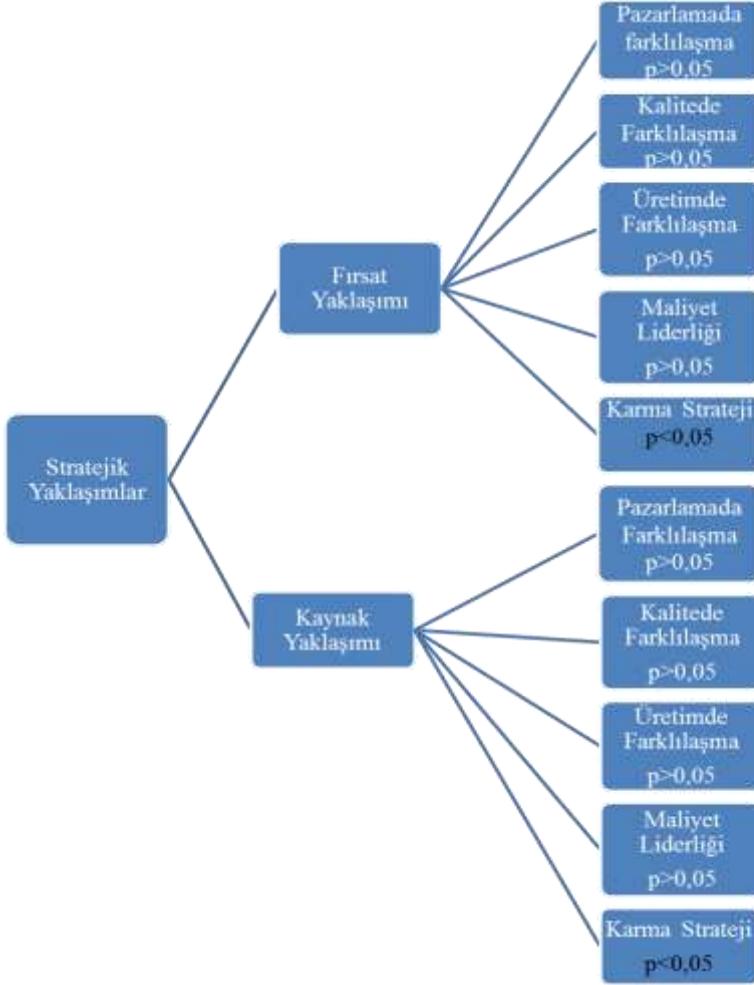 Pazarlamada
farklılaşma
p>0,05
Kalitede
Farklılaşma
p>0,05
Üretimde
Farklılaşma
p>0,05
Fırsat
Yaklaşımı
Maliyet
Liderliği
p>0,05
Karma Strateji
p<0,05
Stratejik
Yaklaşımlar
Pazarlamada
Farklılaşma
p>0,05
Kaynak
Yaklaşımı
Kalitede
Farklılaşma
p>0,05
Üretimde
Farklılaşma
p>0,05
Maliyet
Liderliği
p>0,05
Karma Strateji
p<0,05